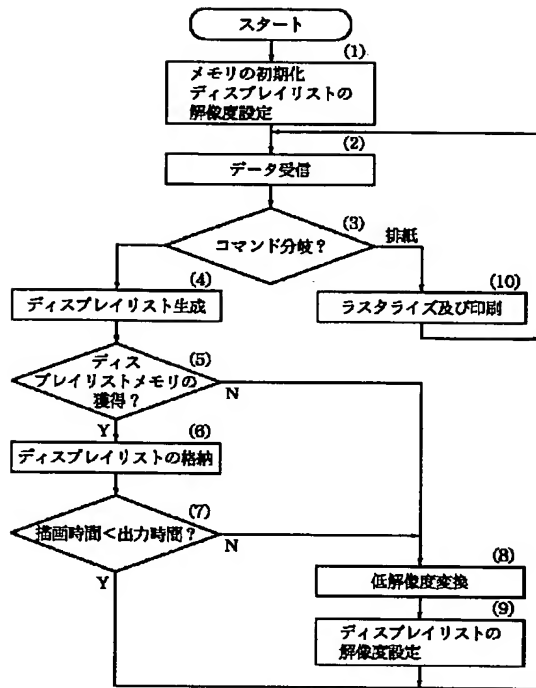 スタート
(1)
メモリの初期化
ディスプレイリストの
解像度設定
(2)
データ受信
(3)
コマンド分岐？
排紙
(4)
ディスプレイリスト生成
(10)
ラスタライズ及び印刷
(5)
ディス
プレイリストメモリの
獲得？
N
Y
(6)
ディスプレイリストの格納
(7)
描画時間＜出力時間？
N
Y
(8)
低解像度変換
(9)
ディスプレイリストの
解像度設定